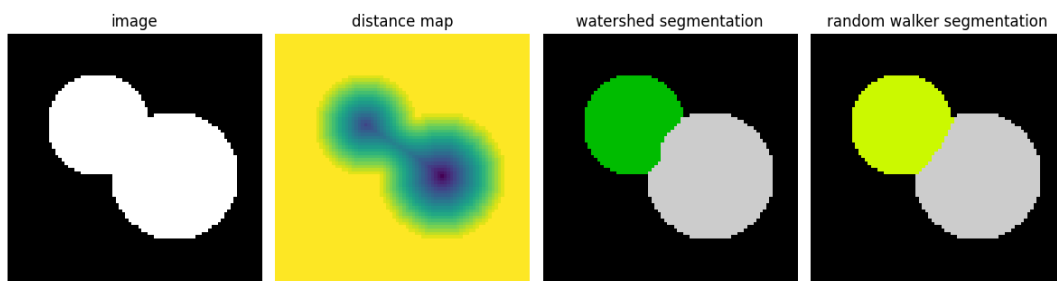 image
distance map
watershed segmentation
random walker segmentation